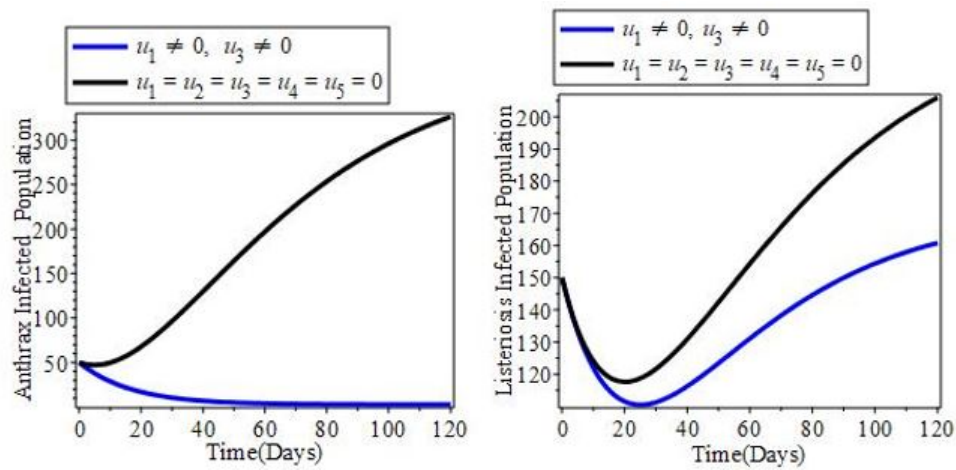 u₁ ≠ 0, u₃ ≠ 0
u₁ = u₂ = u₃ = u₄ = u₅ = 0
Anthrax Infected Population
300
250
200
150
100
50
0 20 40 60 80 100 120
Time(Days)
u₁ ≠ 0, u₃ ≠ 0
u₁ = u₂ = u₃ = u₄ = u₅ = 0
Listeriosis Infected Population
200
190
180
170
160
150
140
130
120
0 20 40 60 80 100 120
Time(Days)